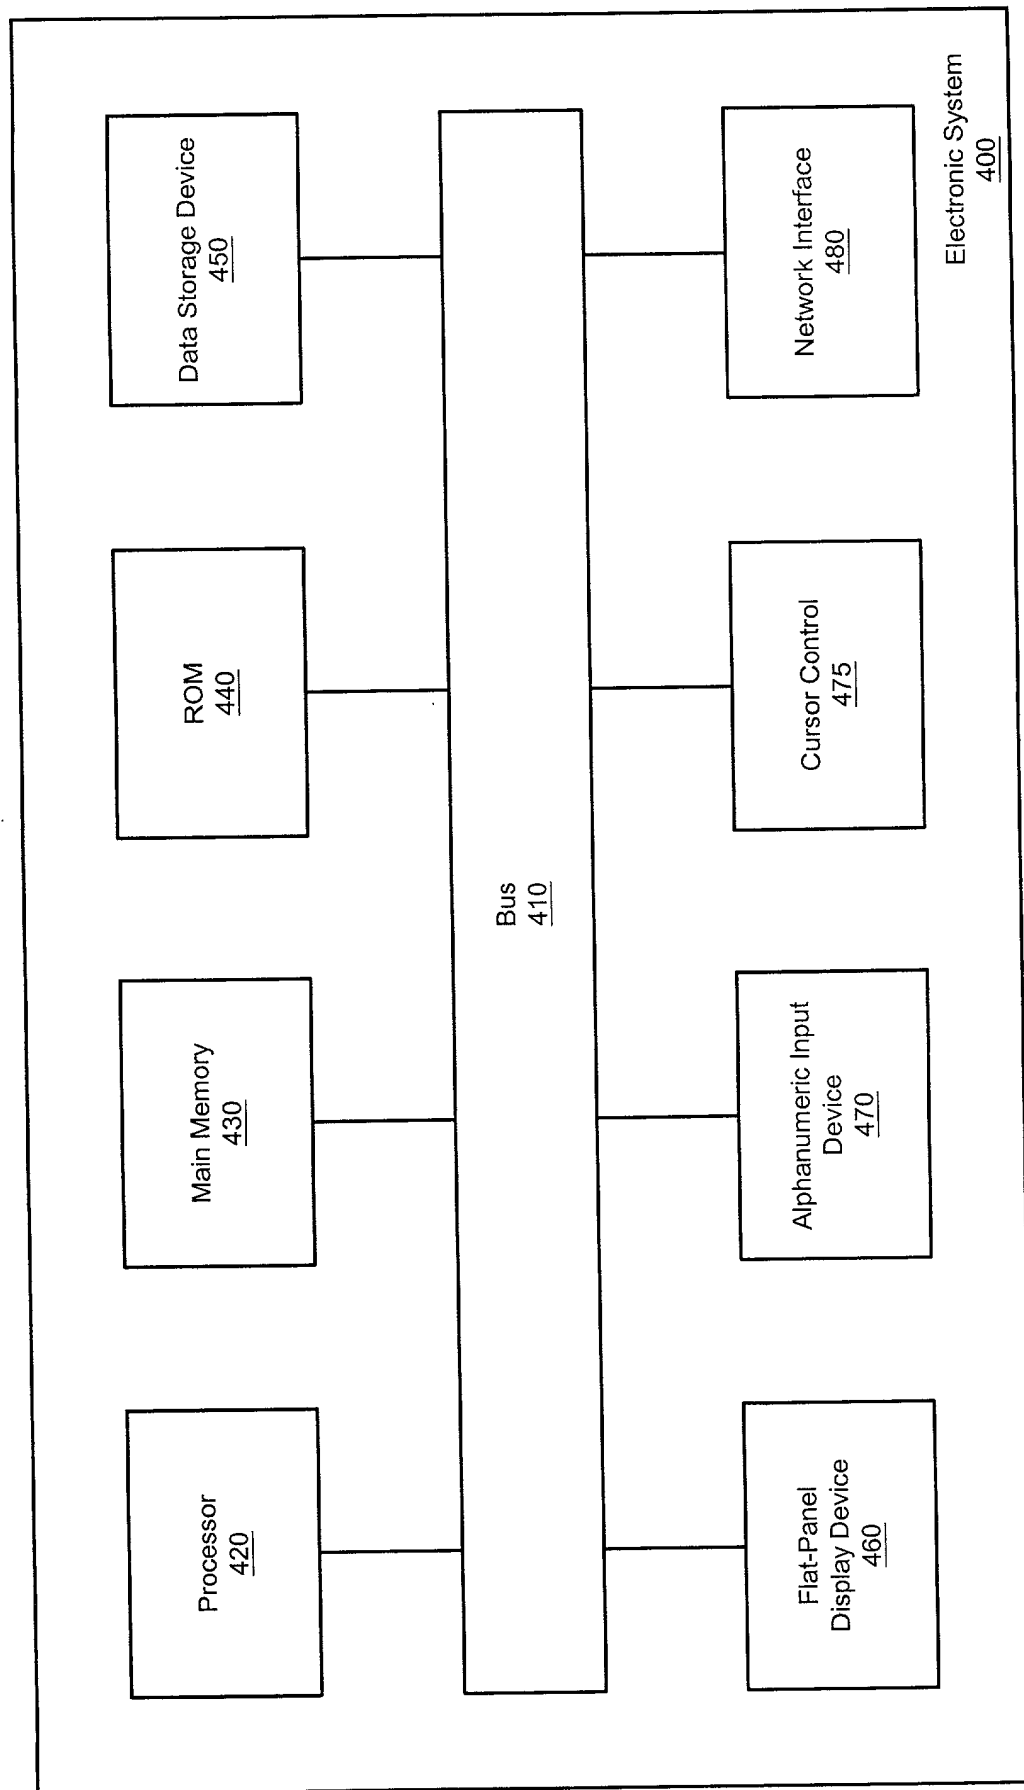 Processor
420
Main Memory
430
ROM
440
Data Storage Device
450
Bus
410
Flat-Panel
Display Device
460
Alphanumeric Input
Device
470
Cursor Control
475
Network Interface
480
Electronic System
400